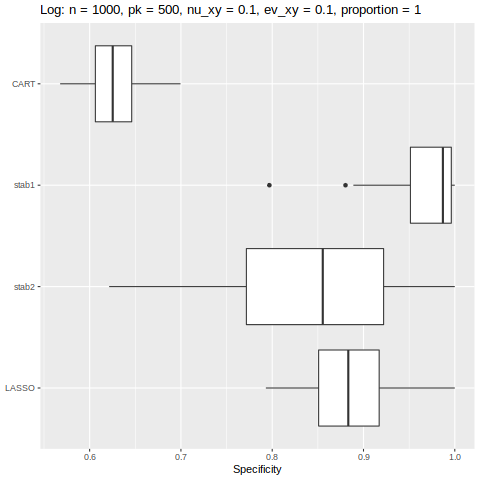 Log: n = 1000, pk = 500, nu_xy = 0.1, ev_xy = 0.1, proportion = 1
CART
stab1
stab2
LASSO
0.6 0.7 0.8 0.9 1.0
Specificity